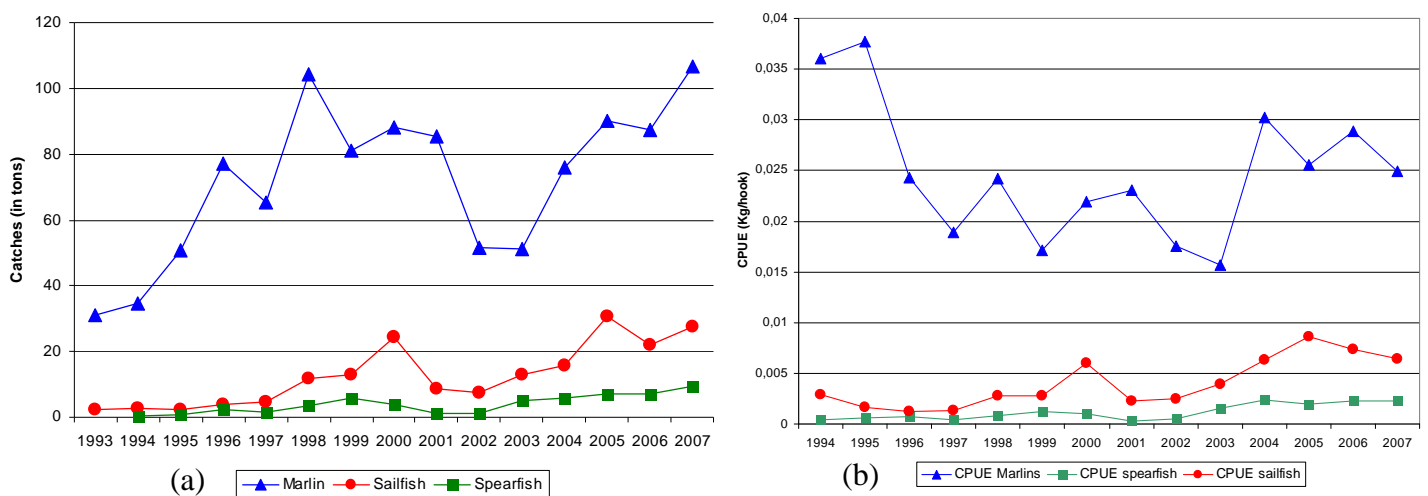 120
100
80
60
40
20
0
Catches (in tons)
1993 1994 1995 1996 1997 1998 1999 2000 2001 2002 2003 2004 2005 2006 2007
(a)
Marlin Sailfish Spearfish
0,04
0,035
0,03
0,025
0,02
0,015
0,01
0,005
0
CPUE (Kg/hook)
1994 1995 1996 1997 1998 1999 2000 2001 2002 2003 2004 2005 2006 2007
(b)
CPUE Marlins CPUE spearfish CPUE sailfish